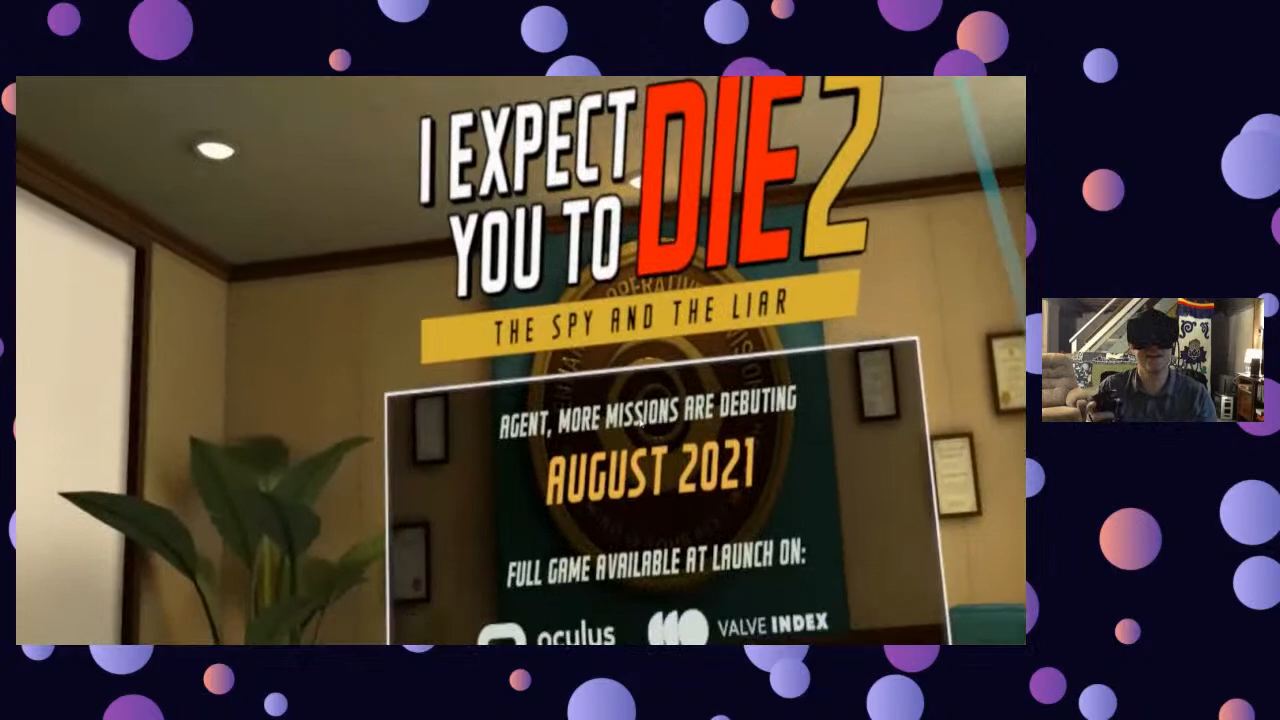 I EXPECT
YOU TO DIE 2
THE SPY AND THE LIAR
AGENT, MORE MISSIONS ARE DEBUTING
AUGUST 2021
FULL GAME AVAILABLE AT LAUNCH ON:
oculus
VALVE INDEX